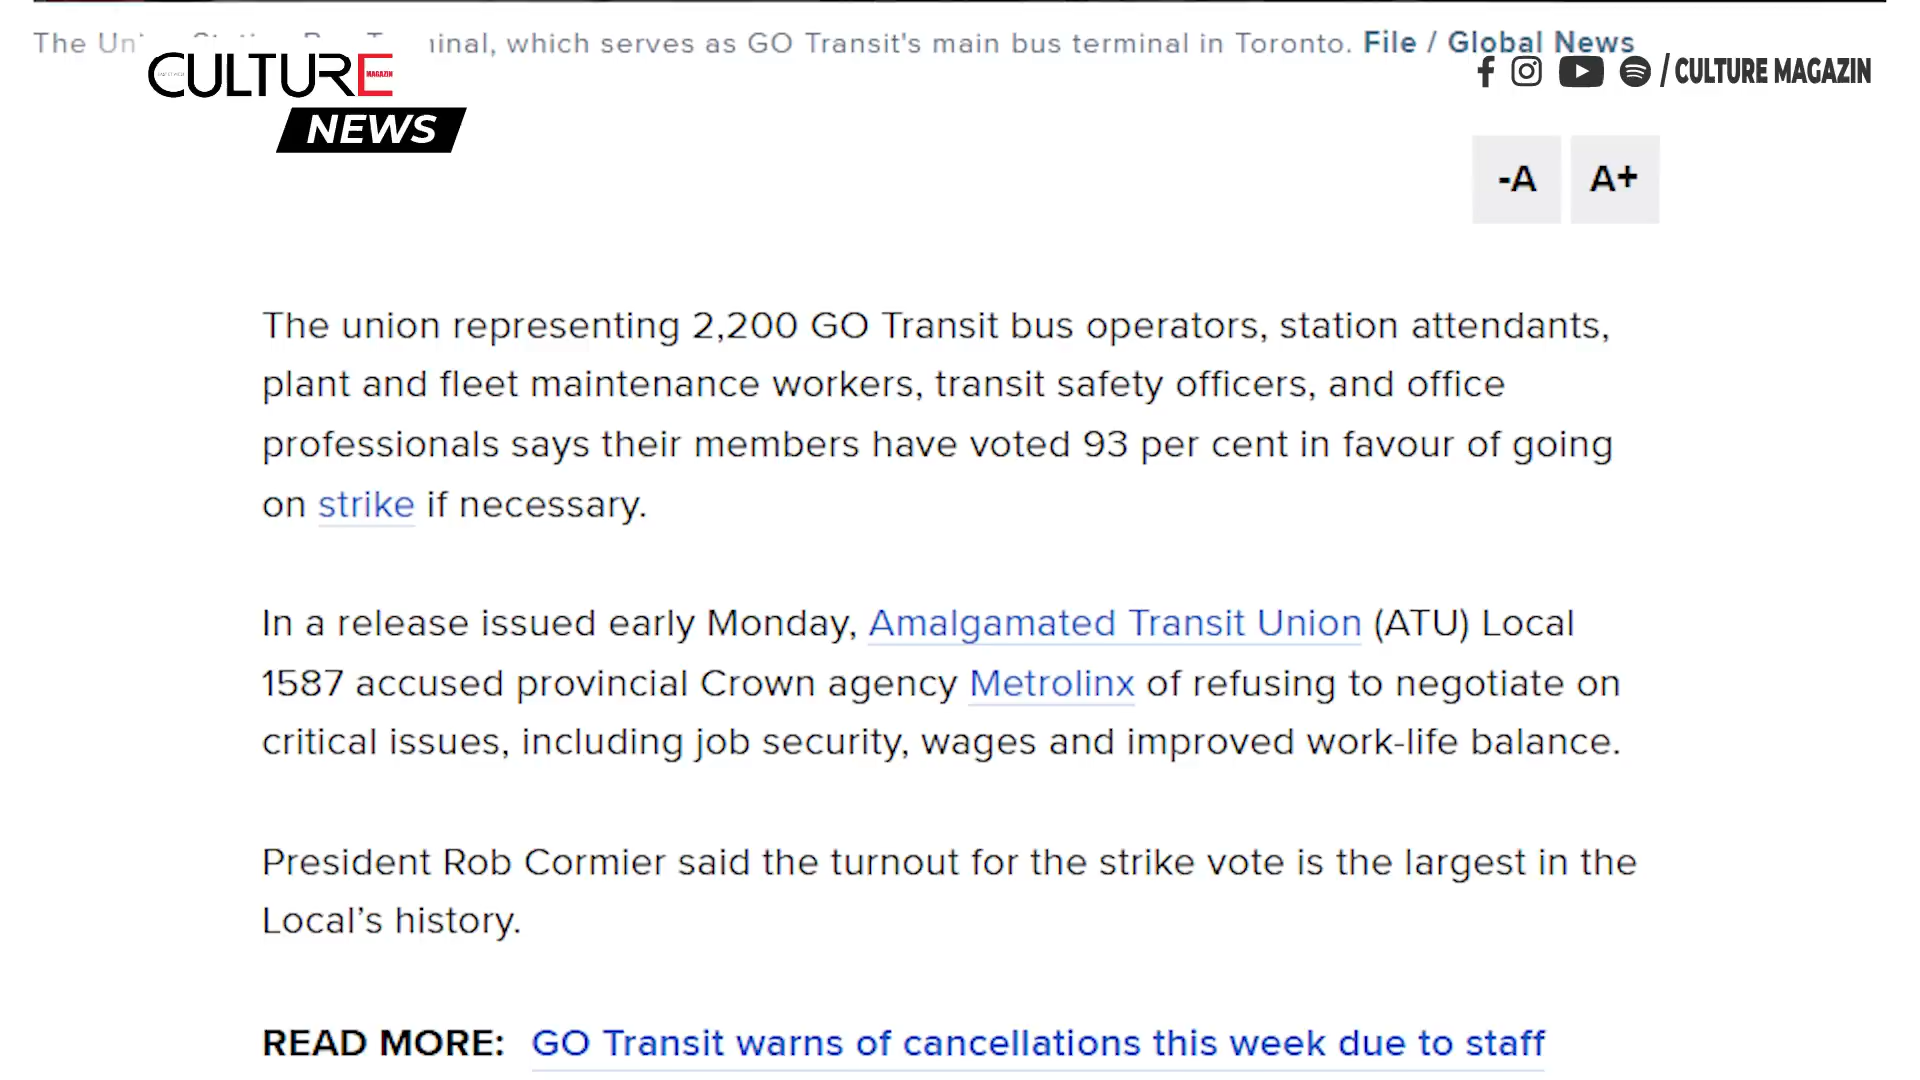 The Union Station Bus Terminal, which serves as GO Transit's main bus terminal in Toronto. File / Global News
CULTURE
MAGAZIN
NEWS
/ CULTURE MAGAZIN
-A A+
The union representing 2,200 GO Transit bus operators, station attendants,
plant and fleet maintenance workers, transit safety officers, and office
professionals says their members have voted 93 per cent in favour of going
on strike if necessary.
In a release issued early Monday, Amalgamated Transit Union (ATU) Local
1587 accused provincial Crown agency Metrolinx of refusing to negotiate on
critical issues, including job security, wages and improved work-life balance.
President Rob Cormier said the turnout for the strike vote is the largest in the
Local’s history.
READ MORE: GO Transit warns of cancellations this week due to staff